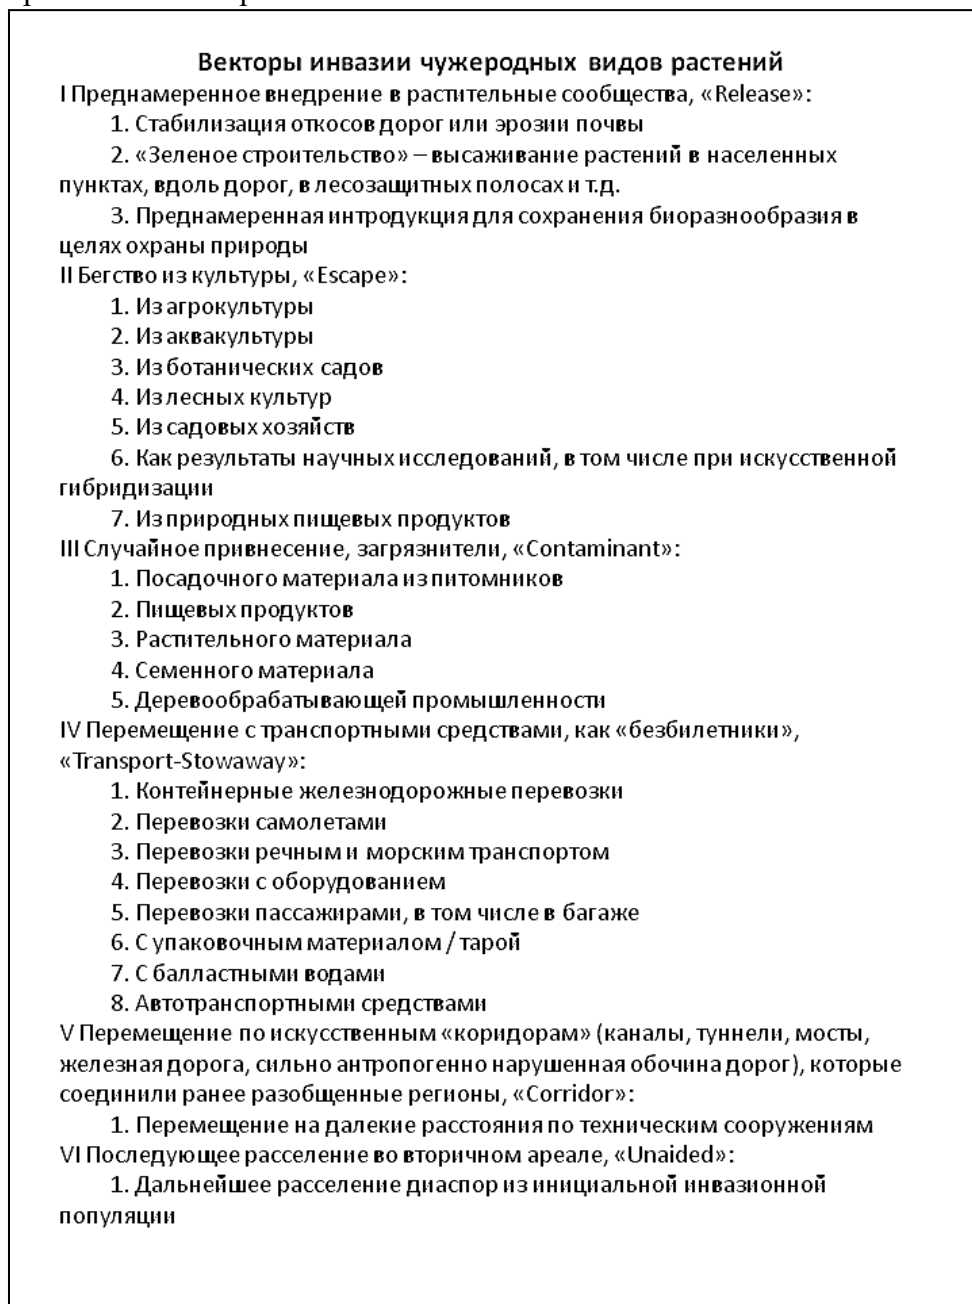 Векторы инвазии чужеродных видов растений
I Преднамеренное внедрение в растительные сообщества, «Release»:
1. Стабилизация откосов дорог или эрозии почвы
2. «Зеленое строительство» – высаживание растений в населенных
пунктах, вдоль дорог, в лесозащитных полосах и т.д.
3. Преднамеренная интродукция для сохранения биоразнообразия в
целях охраны природы
II Бегство из культуры, «Escape»:
1. Из агрокультуры
2. Из аквакультуры
3. Из ботанических садов
4. Из лесных культур
5. Из садовых хозяйств
6. Как результаты научных исследований, в том числе при искусственной
гибридизации
7. Из природных пищевых продуктов
III Случайное привнесение, загрязнители, «Contaminant»:
1. Посадочного материала из питомников
2. Пищевых продуктов
3. Растительного материала
4. Семенного материала
5. Деревообрабатывающей промышленности
IV Перемещение с транспортными средствами, как «безбилетники»,
«Transport-Stowaway»:
1. Контейнерные железнодорожные перевозки
2. Перевозки самолетами
3. Перевозки речным и морским транспортом
4. Перевозки с оборудованием
5. Перевозки пассажирами, в том числе в багаже
6. С упаковочным материалом / тарой
7. С балластными водами
8. Автотранспортными средствами
V Перемещение по искусственным «коридорам» (каналы, туннели, мосты,
железная дорога, сильно антропогенно нарушенная обочина дорог), которые
соединили ранее разобщенные регионы, «Corridor»:
1. Перемещение на далекие расстояния по техническим сооружениям
VI Последующее расселение во вторичном ареале, «Unaided»:
1. Дальнейшее расселение диаспор из инициальной инвазионной
популяции